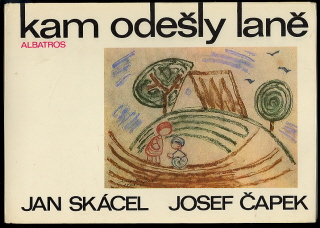 kam odešly laně
ALBATROS
JAN SKÁCEL JOSEF ČAPEK